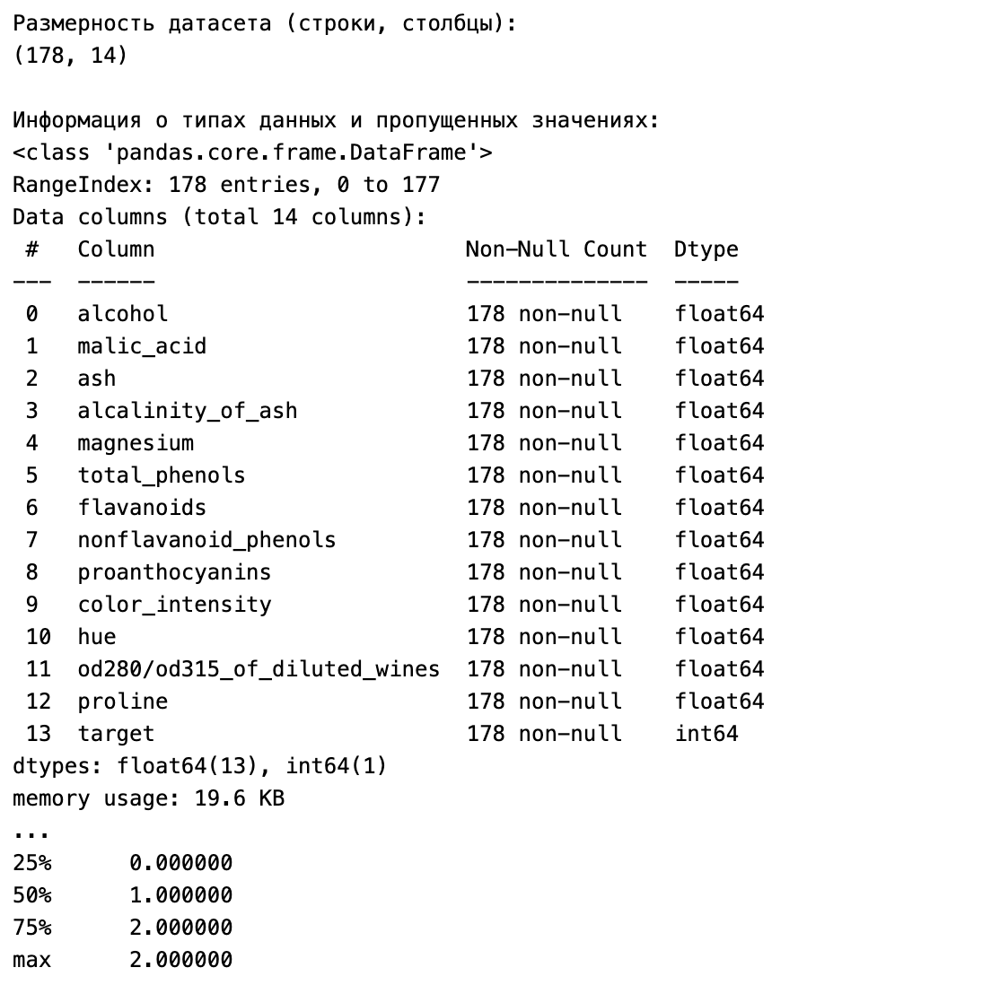 Размерность датасета (строки, столбцы):
(178, 14)

Информация о типах данных и пропущенных значениях:
<class 'pandas.core.frame.DataFrame'>
RangeIndex: 178 entries, 0 to 177
Data columns (total 14 columns):
 #   Column                        Non-Null Count  Dtype
---  ------                        --------------  -----
 0   alcohol                       178 non-null    float64
 1   malic_acid                    178 non-null    float64
 2   ash                           178 non-null    float64
 3   alcalinity_of_ash             178 non-null    float64
 4   magnesium                     178 non-null    float64
 5   total_phenols                 178 non-null    float64
 6   flavanoids                    178 non-null    float64
 7   nonflavanoid_phenols          178 non-null    float64
 8   proanthocyanins               178 non-null    float64
 9   color_intensity               178 non-null    float64
 10  hue                           178 non-null    float64
 11  od280/od315_of_diluted_wines  178 non-null    float64
 12  proline                       178 non-null    float64
 13  target                        178 non-null    int64
dtypes: float64(13), int64(1)
memory usage: 19.6 KB
...
25%      0.000000
50%      1.000000
75%      2.000000
max      2.000000